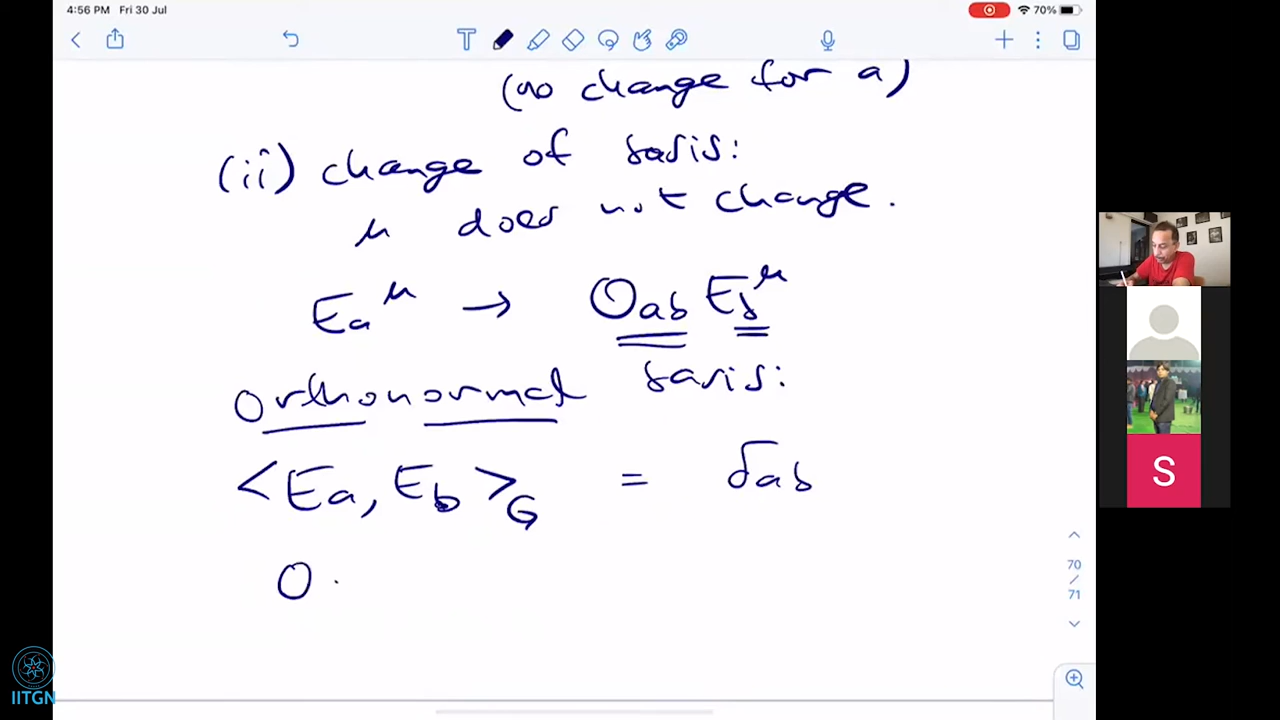 4:56 PM Fri 30 Jul
70%
(no change for a)
(ii) change of basis:
μ does not change.
Ea^μ → Oab Eb^μ
Orthonormal basis:
<Ea, Eb>G = δab
O
70
/
71
S
IITGN